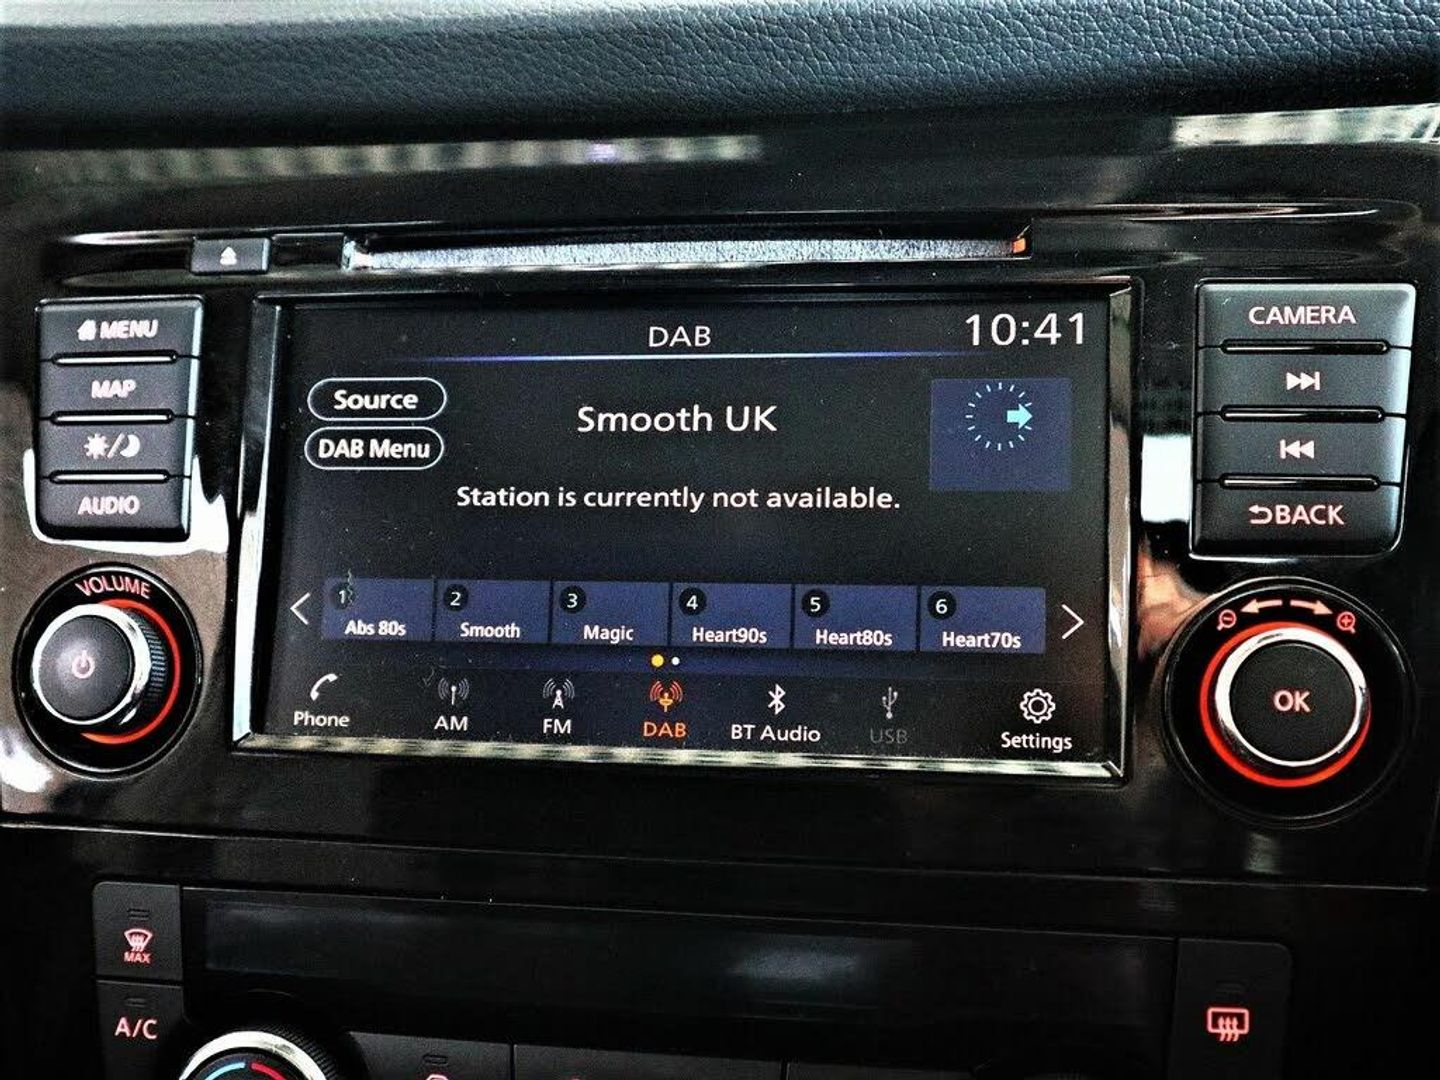 MENU
MAP
AUDIO
VOLUME
DAB
10:41
Source
DAB Menu
Smooth UK
Station is currently not available.
1 Abs 80s
2 Smooth
3 Magic
4 Heart90s
5 Heart80s
6 Heart70s
Phone
AM
FM
DAB
BT Audio
USB
Settings
CAMERA
BACK
OK
MAX
A/C